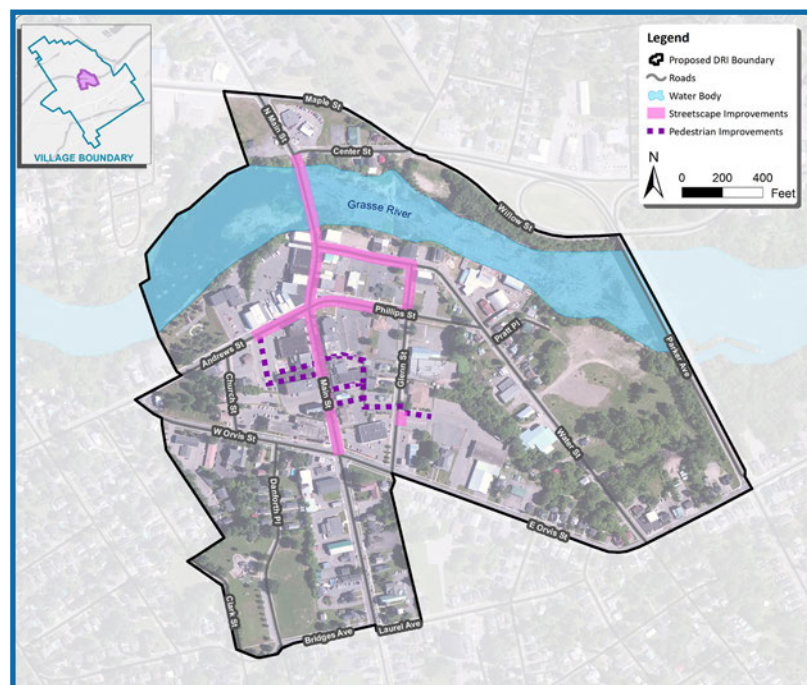 VILLAGE BOUNDARY
Legend
Proposed DRI Boundary
Roads
Water Body
Streetscape Improvements
Pedestrian Improvements
N
0 200 400
Feet
Maple St
N Main St
Center St
Grasse River
Willow St
Phillips St
Pratt Pl
Andrews St
Parker Ave
Church St
Main St
Glenn St
W Orvis St
Water St
Danforth Pl
E Orvis St
Clark St
Bridges Ave
Laurel Ave